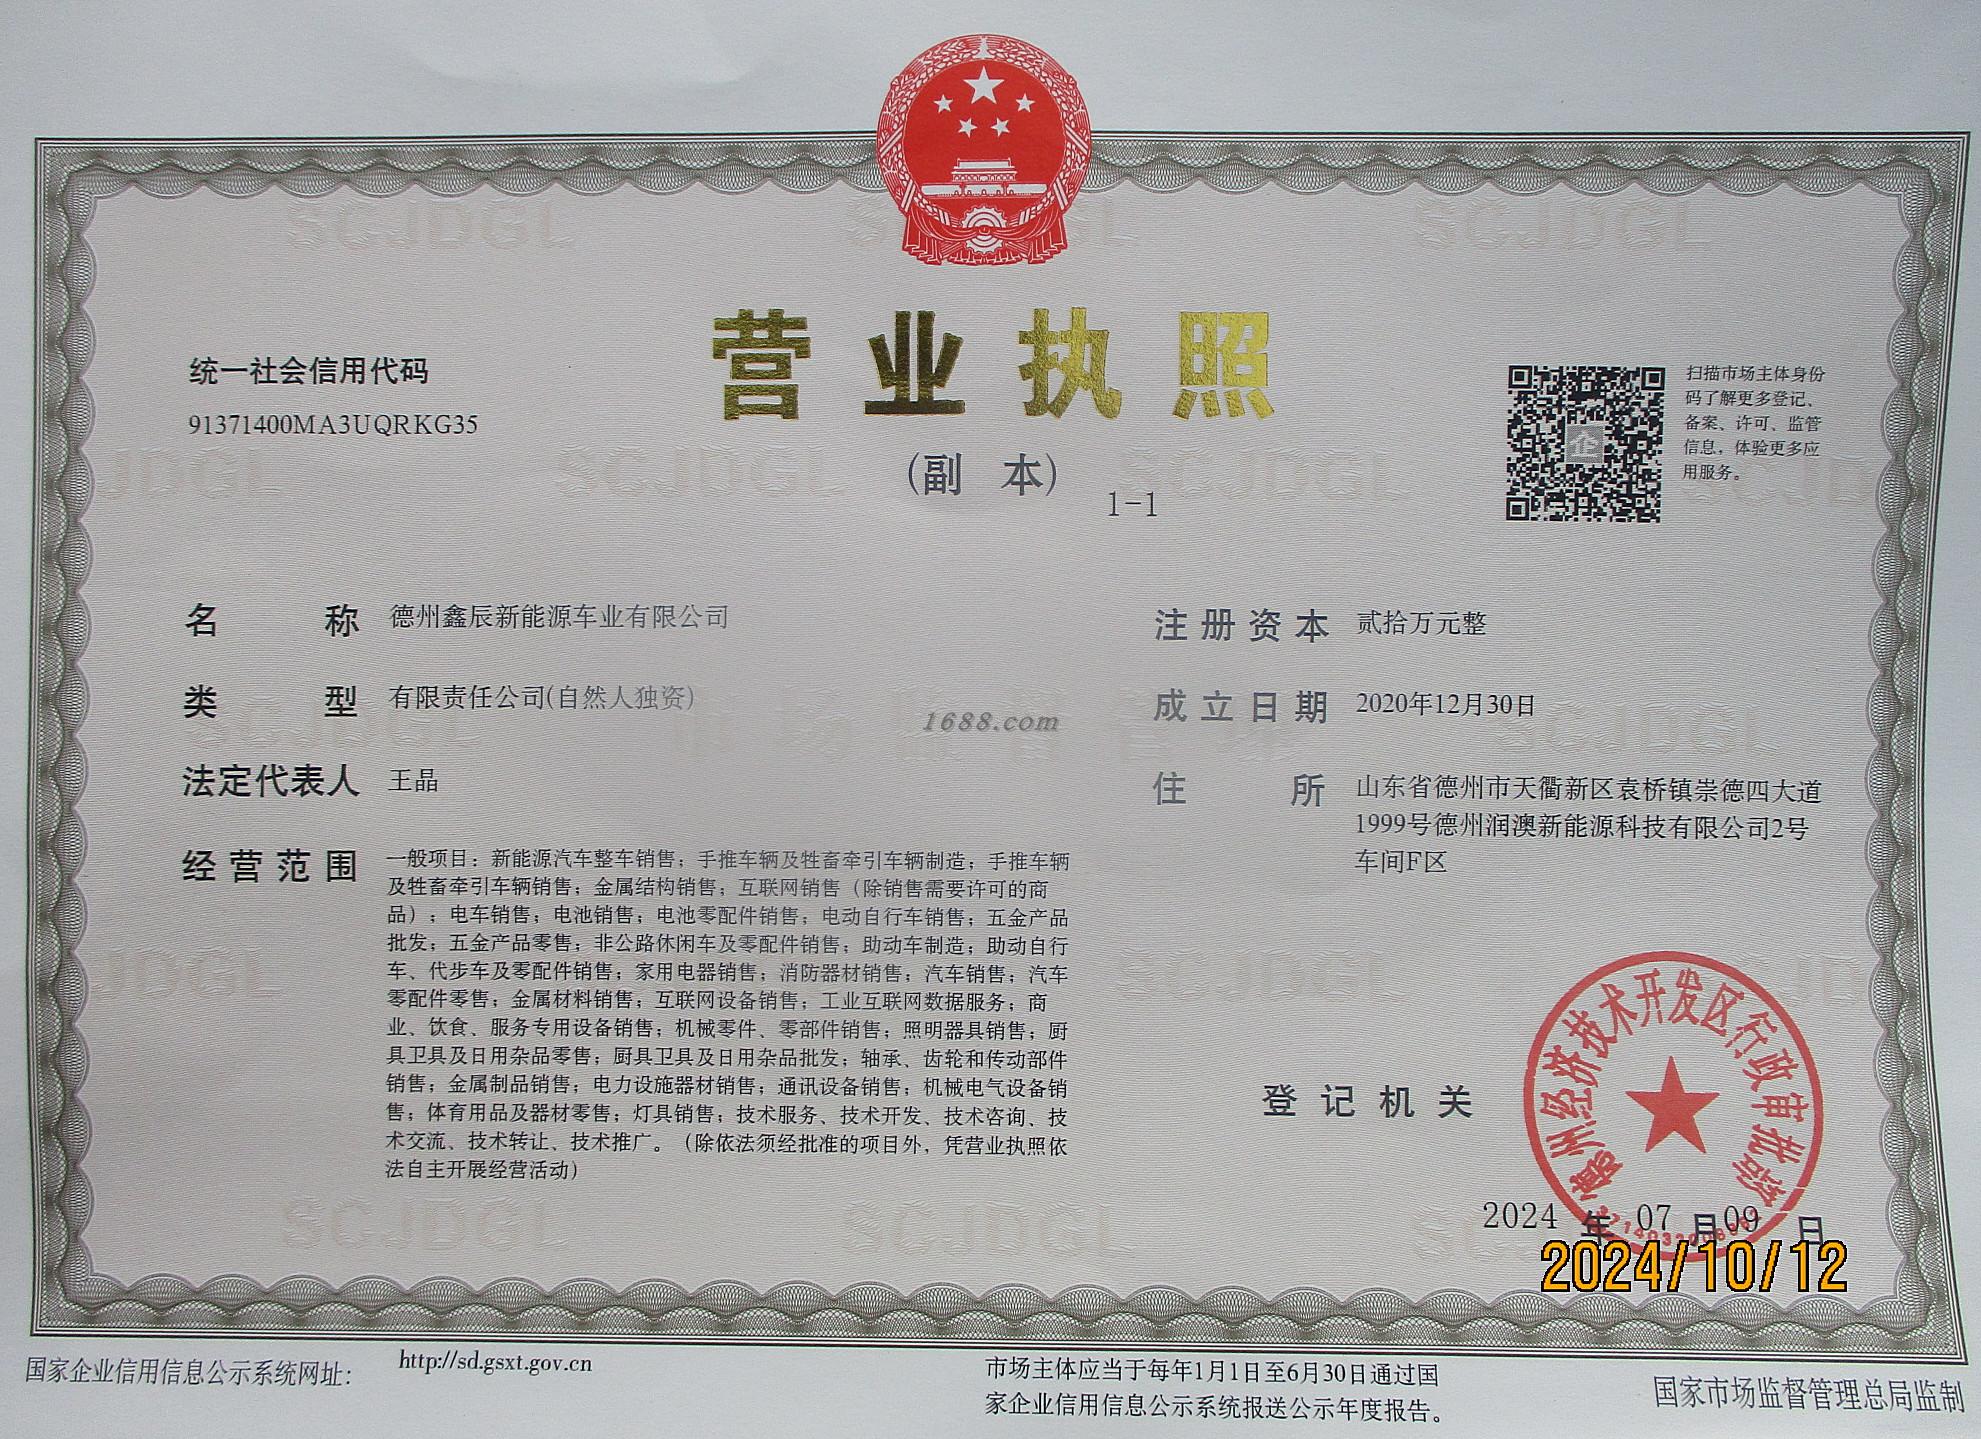 营业执照
统一社会信用代码
91371400MA3UQRKG35
(副 本)
1-1
企
扫描市场主体身份
码了解更多登记、
备案、许可、监管
信息，体验更多应
用服务。
名 称 德州鑫辰新能源车业有限公司
类 型 有限责任公司(自然人独资)
法定代表人 王晶
经营范围 一般项目：新能源汽车整车销售；手推车辆及牲畜牵引车辆制造；手推车辆
及牲畜牵引车辆销售；金属结构销售；互联网销售（除销售需要许可的商
品）；电车销售；电池销售；电池零配件销售；电动自行车销售；五金产品
批发；五金产品零售；非公路休闲车及零配件销售；助动车制造；助动自行
车、代步车及零配件销售；家用电器销售；消防器材销售；汽车销售；汽车
零配件零售；金属材料销售；互联网设备销售；工业互联网数据服务；商
业、饮食、服务专用设备销售；机械零件、零部件销售；照明器具销售；厨
具卫具及日用杂品零售；厨具卫具及日用杂品批发；轴承、齿轮和传动部件
销售；金属制品销售；电力设施器材销售；通讯设备销售；机械电气设备销
售；体育用品及器材零售；灯具销售；技术服务、技术开发、技术咨询、技
术交流、技术转让、技术推广。（除依法须经批准的项目外，凭营业执照依
法自主开展经营活动）
注册资本 贰拾万元整
成立日期 2020年12月30日
住 所 山东省德州市天衢新区袁桥镇崇德四大道
1999号德州润澳新能源科技有限公司2号
车间F区
1688.com
登记机关
德州经济技术开发区行政审批部
2024 年 07 月 09 日
2024/10/12
国家企业信用信息公示系统网址：
http://sd.gsxt.gov.cn
市场主体应当于每年1月1日至6月30日通过国
家企业信用信息公示系统报送公示年度报告。
国家市场监督管理总局监制
SCJDGL
SCJDGL
SCJDGL
JDGL
SCJDGL
SCJDGL
SCJDGL
SCJDGL
JDGL
SCJDGL
SCJDGL
SCJDGL